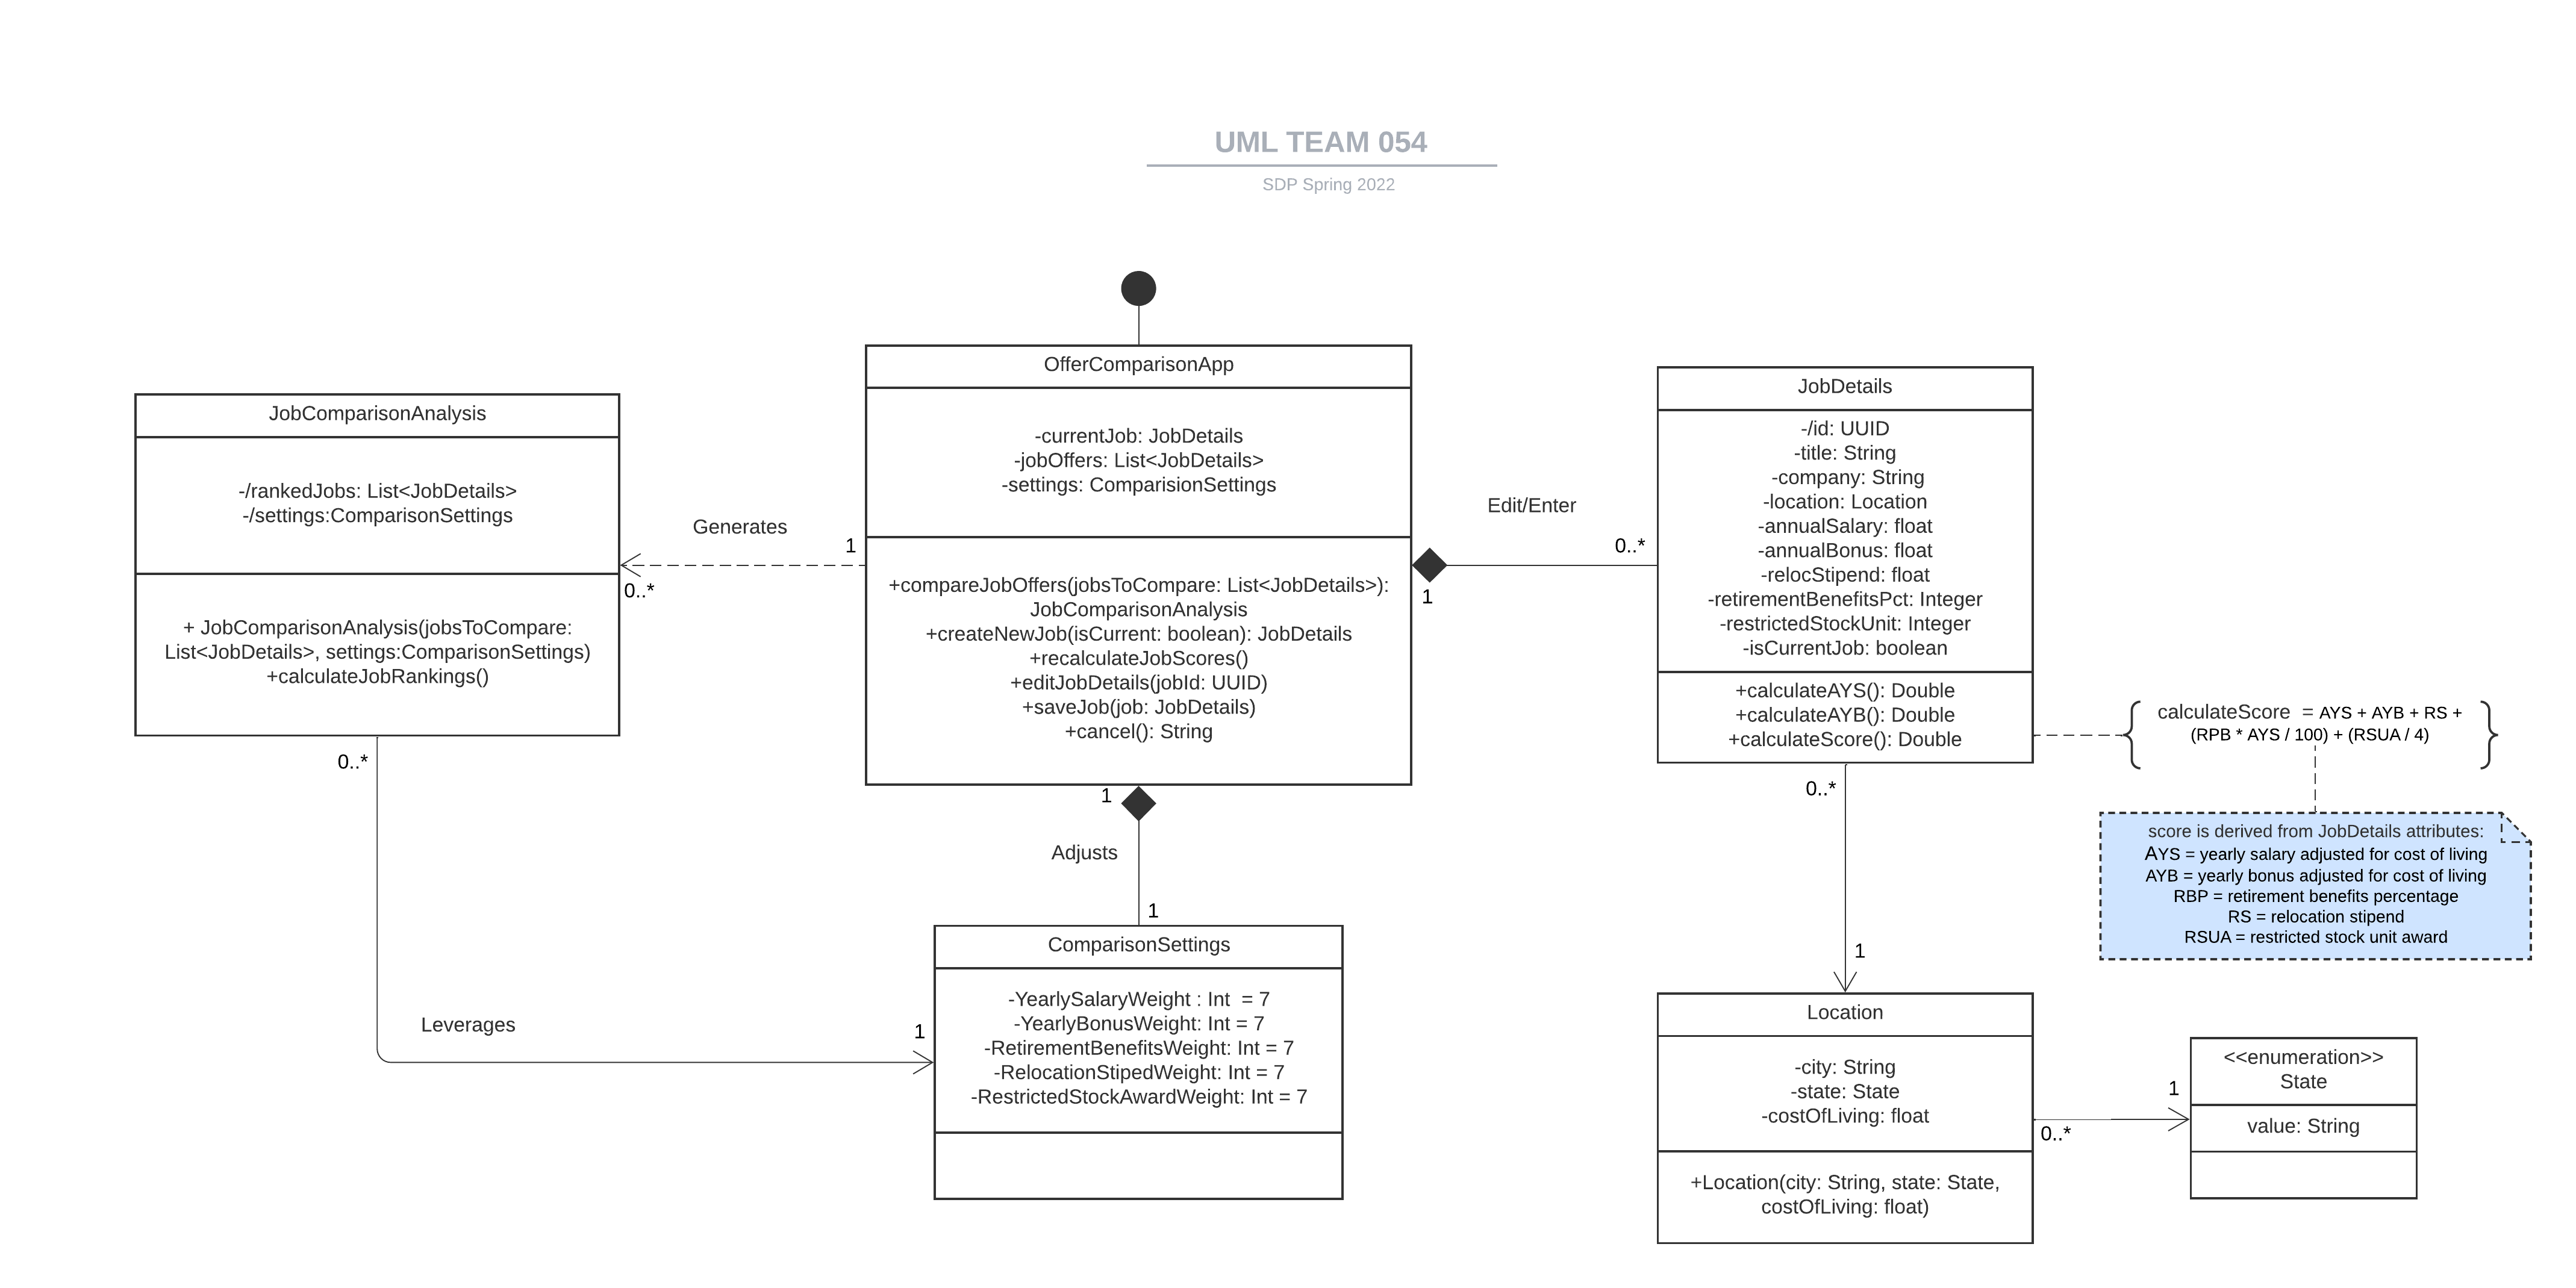 UML TEAM 054
SDP Spring 2022
JobComparisonAnalysis
-/rankedJobs: List<JobDetails>
-/settings:ComparisonSettings
+ JobComparisonAnalysis(jobsToCompare:
List<JobDetails>, settings:ComparisonSettings)
+calculateJobRankings()
Generates
1
0..*
OfferComparisonApp
-currentJob: JobDetails
-jobOffers: List<JobDetails>
-settings: ComparisionSettings
+compareJobOffers(jobsToCompare: List<JobDetails>):
JobComparisonAnalysis
+createNewJob(isCurrent: boolean): JobDetails
+recalculateJobScores()
+editJobDetails(jobId: UUID)
+saveJob(job: JobDetails)
+cancel(): String
Edit/Enter
0..*
1
JobDetails
-/id: UUID
-title: String
-company: String
-location: Location
-annualSalary: float
-annualBonus: float
-relocStipend: float
-retirementBenefitsPct: Integer
-restrictedStockUnit: Integer
-isCurrentJob: boolean
+calculateAYS(): Double
+calculateAYB(): Double
+calculateScore(): Double
calculateScore = AYS + AYB + RS +
(RPB * AYS / 100) + (RSUA / 4)
score is derived from JobDetails attributes:
AYS = yearly salary adjusted for cost of living
AYB = yearly bonus adjusted for cost of living
RBP = retirement benefits percentage
RS = relocation stipend
RSUA = restricted stock unit award
0..*
Leverages
1
1
Adjusts
1
ComparisonSettings
-YearlySalaryWeight : Int = 7
-YearlyBonusWeight: Int = 7
-RetirementBenefitsWeight: Int = 7
-RelocationStipedWeight: Int = 7
-RestrictedStockAwardWeight: Int = 7
0..*
1
Location
-city: String
-state: State
-costOfLiving: float
+Location(city: String, state: State,
costOfLiving: float)
0..*
1
<<enumeration>>
State
value: String